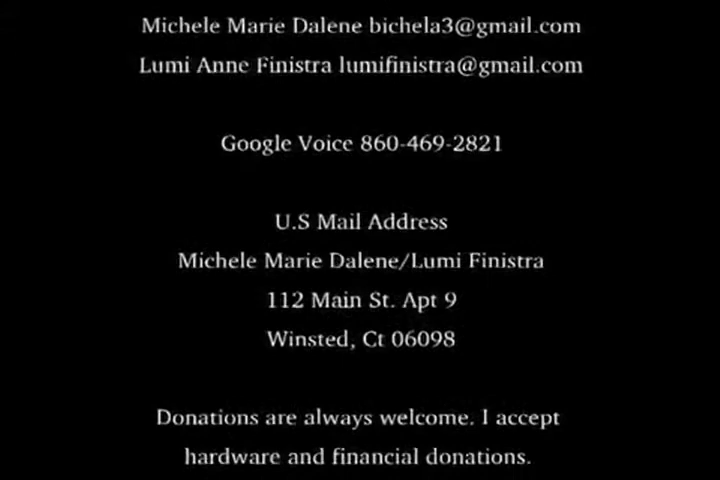 Michele Marie Dalene bichela3@gmail.com
Lumi Anne Finistra lumifinistra@gmail.com
Google Voice 860-469-2821
U.S Mail Address
Michele Marie Dalene/Lumi Finistra
112 Main St. Apt 9
Winsted, Ct 06098
Donations are always welcome. I accept
hardware and financial donations.